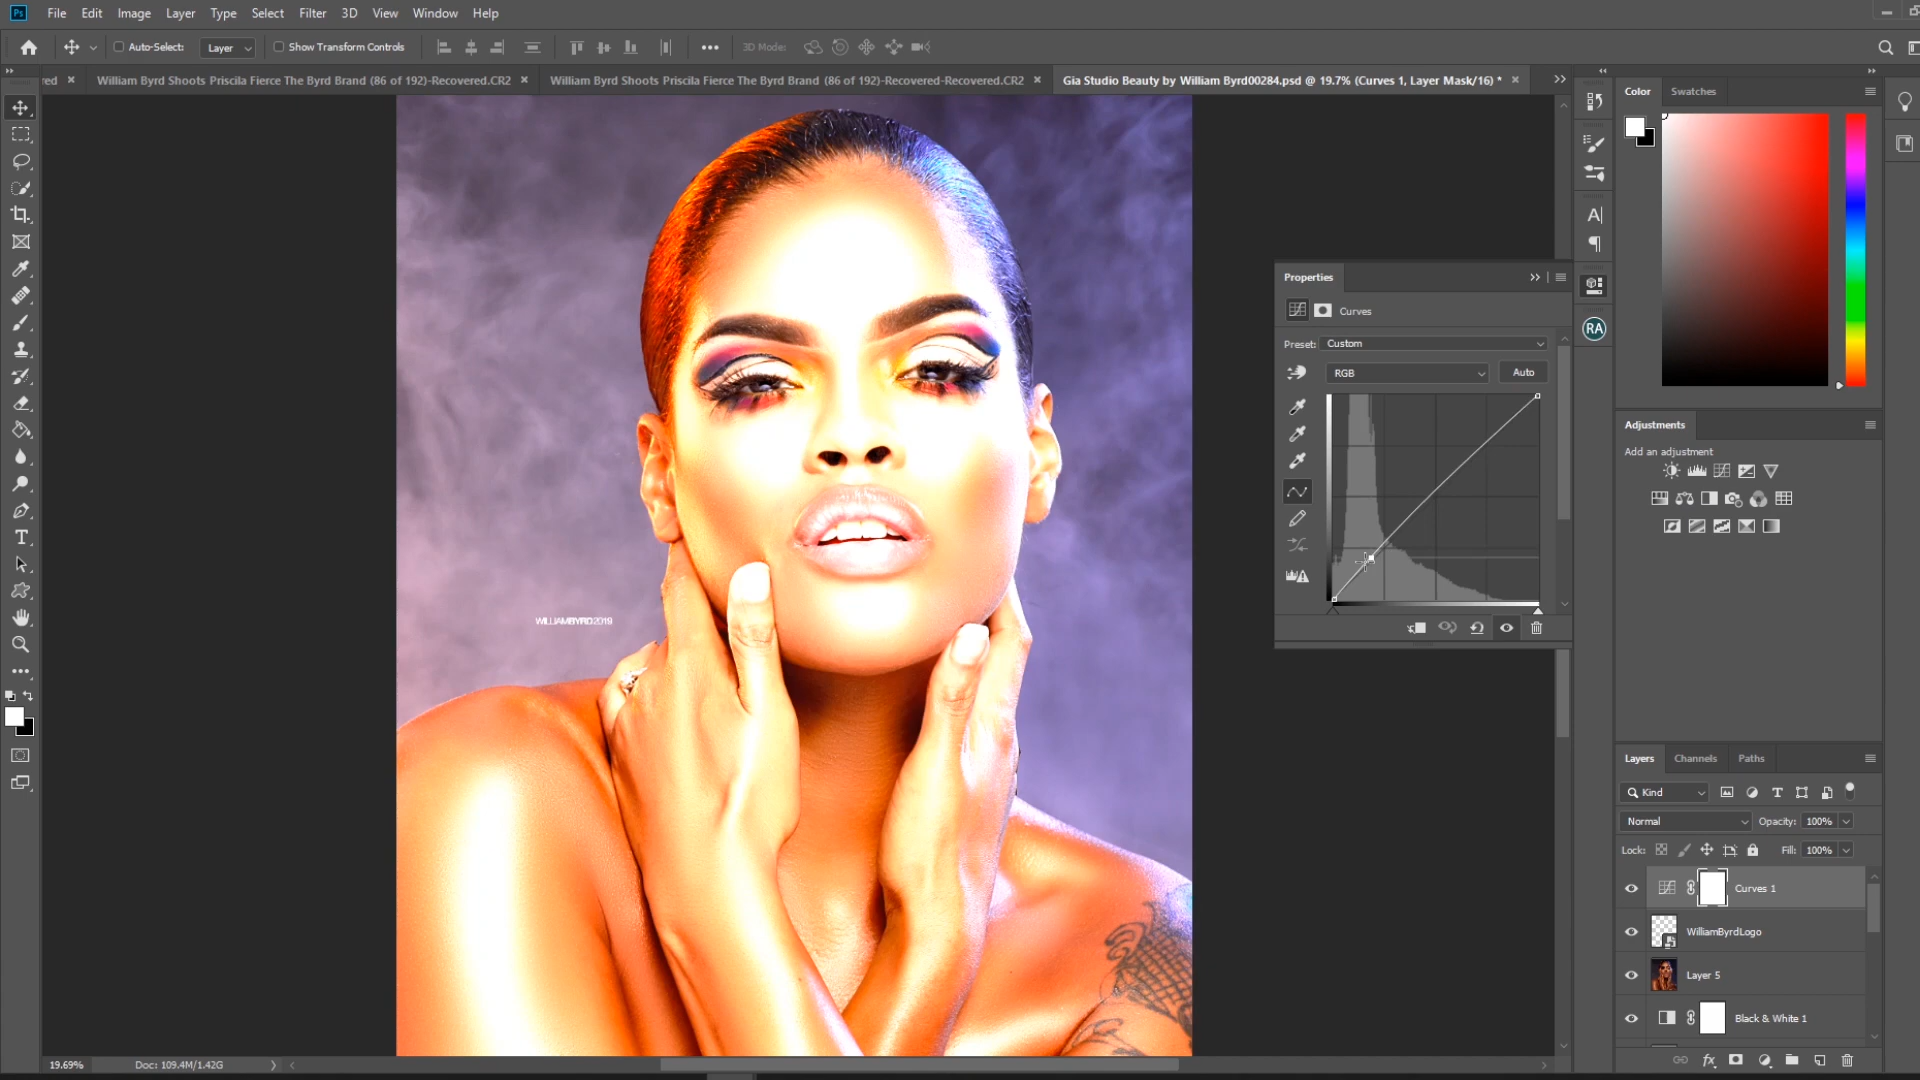 Ps File Edit Image Layer Type Select Filter 3D View Window Help
Auto-Select: Layer Show Transform Controls 3D Mode:
ed × William Byrd Shoots Priscila Fierce The Byrd Brand (86 of 192)-Recovered.CR2 × William Byrd Shoots Priscila Fierce The Byrd Brand (86 of 192)-Recovered-Recovered.CR2 × Gia Studio Beauty by William Byrd00284.psd @ 19.7% (Curves 1, Layer Mask/16) * ×
Color Swatches
RA
Properties
Curves
Preset: Custom
RGB Auto
Adjustments
Add an adjustment
WILLIAMBYRD2019
Layers Channels Paths
Kind
Normal Opacity: 100%
Lock: Fill: 100%
Curves 1
WilliamByrdLogo
Layer 5
Black & White 1
19.69% Doc: 109.4M/1.42G